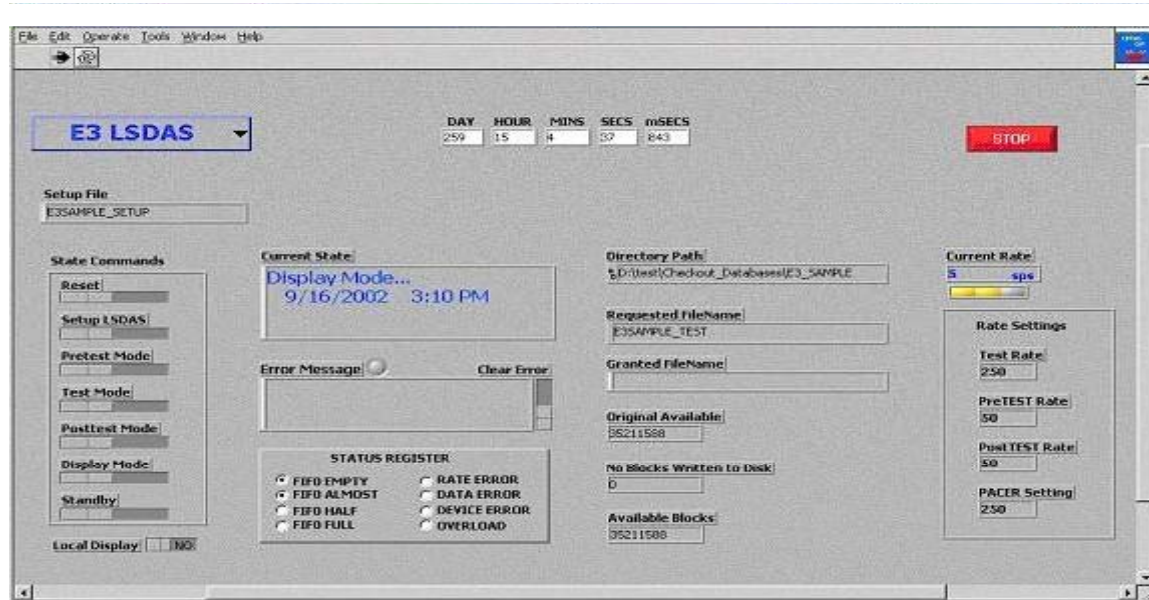 File Edit Operate Tools Window Help
E3 LSDAS
DAY HOUR MINS SECS mSECS
259 15 4 37 843
STOP
Setup File
E3SAMPLE_SETUP
State Commands
Reset
Setup LSDAS
Pretest Mode
Test Mode
Posttest Mode
Display Mode
Standby
Local Display NO
Current State
Display Mode...
9/16/2002 3:10 PM
Error Message Clear Error
STATUS REGISTER
FIFO EMPTY RATE ERROR
FIFO ALMOST DATA ERROR
FIFO HALF DEVICE ERROR
FIFO FULL OVERLOAD
Directory Path
D:\test\Checkout_Databases\E3_SAMPLE
Requested FileName
E3SAMPLE_TEST
Granted FileName
Original Available
35211588
No Blocks Written to Disk
0
Available Blocks
35211588
Current Rate
5 sps
Rate Settings
Test Rate
250
PreTEST Rate
50
PostTEST Rate
50
PACER Setting
250